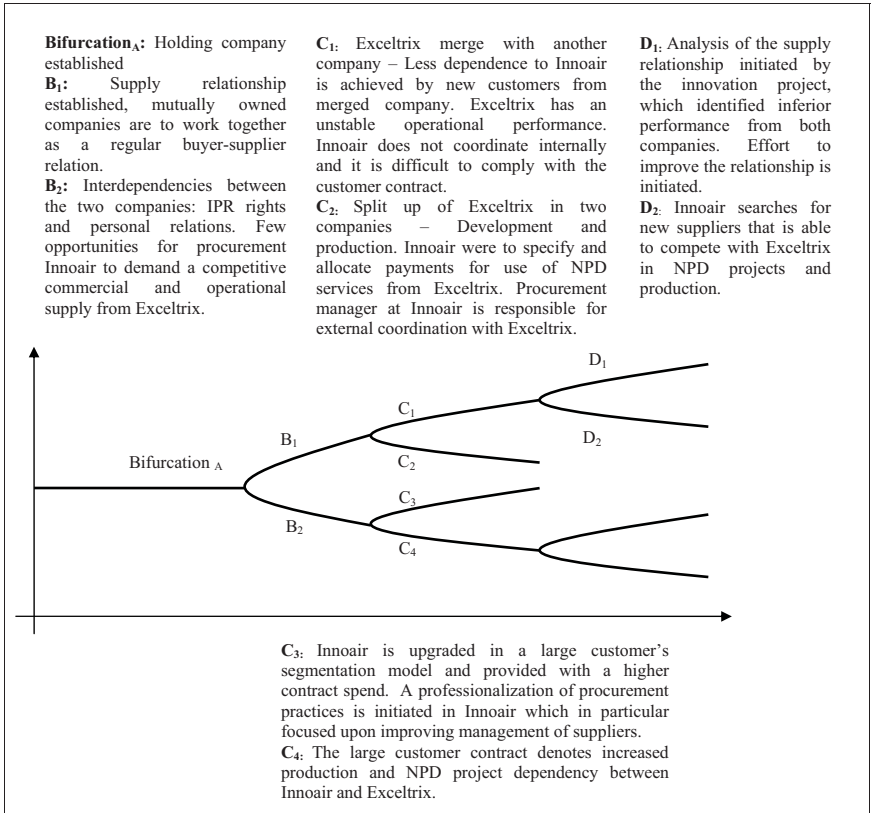 Bifurcation_A: Holding company
established
B₁: Supply relationship
established, mutually owned
companies are to work together
as a regular buyer-supplier
relation.
B₂: Interdependencies between
the two companies: IPR rights
and personal relations. Few
opportunities for procurement
Innoair to demand a competitive
commercial and operational
supply from Exceltrix.
C₁: Exceltrix merge with another
company – Less dependence to Innoair
is achieved by new customers from
merged company. Exceltrix has an
unstable operational performance.
Innoair does not coordinate internally
and it is difficult to comply with the
customer contract.
C₂: Split up of Exceltrix in two
companies – Development and
production. Innoair were to specify and
allocate payments for use of NPD
services from Exceltrix. Procurement
manager at Innoair is responsible for
external coordination with Exceltrix.
D₁: Analysis of the supply
relationship initiated by
the innovation project,
which identified inferior
performance from both
companies. Effort to
improve the relationship is
initiated.
D₂: Innoair searches for
new suppliers that is able
to compete with Exceltrix
in NPD projects and
production.
D₁
C₁
B₁
D₂
Bifurcation A
C₂
C₃
B₂
C₄
C₃: Innoair is upgraded in a large customer's
segmentation model and provided with a higher
contract spend. A professionalization of procurement
practices is initiated in Innoair which in particular
focused upon improving management of suppliers.
C₄: The large customer contract denotes increased
production and NPD project dependency between
Innoair and Exceltrix.